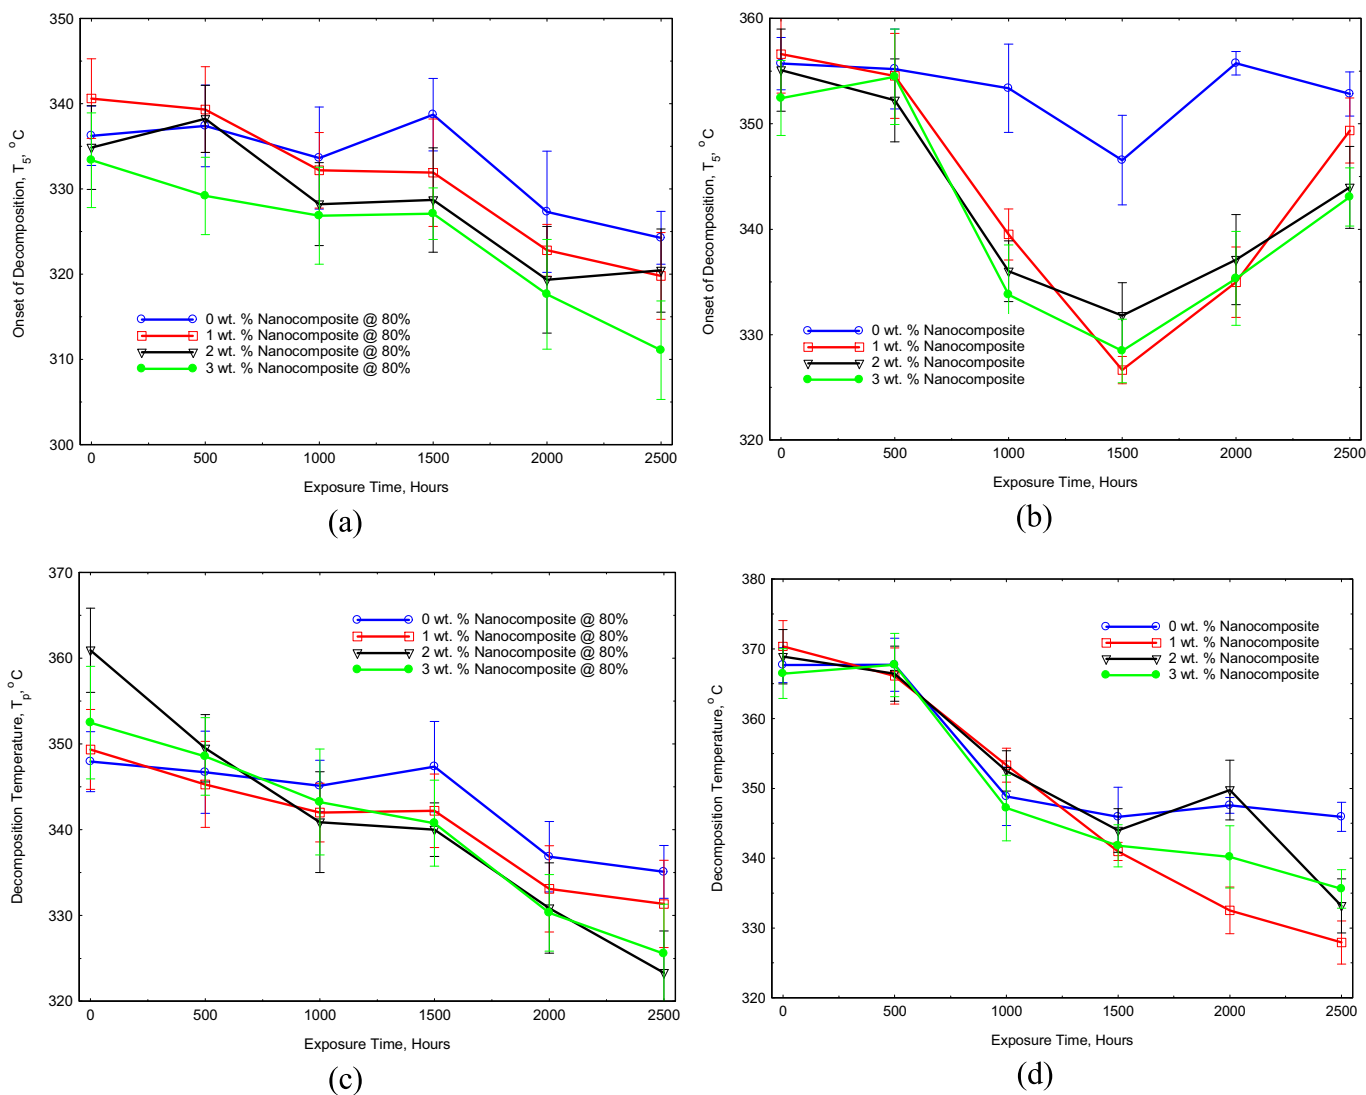 350
340
330
320
310
300
Onset of Decomposition, T5, °C
0 wt. % Nanocomposite @ 80%
1 wt. % Nanocomposite @ 80%
2 wt. % Nanocomposite @ 80%
3 wt. % Nanocomposite @ 80%
0 500 1000 1500 2000 2500
Exposure Time, Hours
(a)
360
350
340
330
320
Onset of Decomposition, T5, °C
0 wt. % Nanocomposite
1 wt. % Nanocomposite
2 wt. % Nanocomposite
3 wt. % Nanocomposite
0 500 1000 1500 2000 2500
Exposure Time, Hours
(b)
370
360
350
340
330
320
Decomposition Temperature, Tp, °C
0 wt. % Nanocomposite @ 80%
1 wt. % Nanocomposite @ 80%
2 wt. % Nanocomposite @ 80%
3 wt. % Nanocomposite @ 80%
0 500 1000 1500 2000 2500
Exposure Time, Hours
(c)
380
370
360
350
340
330
320
Decomposition Temperature, °C
0 wt. % Nanocomposite
1 wt. % Nanocomposite
2 wt. % Nanocomposite
3 wt. % Nanocomposite
0 500 1000 1500 2000 2500
Exposure Time, Hours
(d)